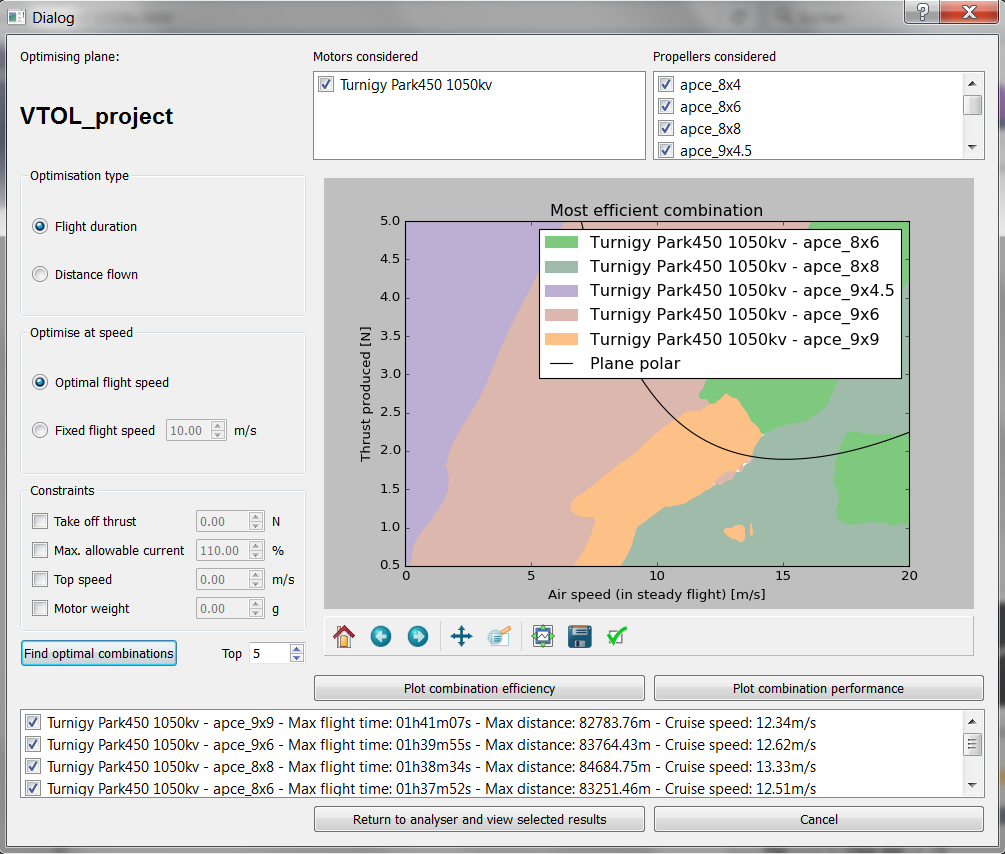 Dialog
Optimising plane:
VTOL_project
Motors considered
Turnigy Park450 1050kv
Propellers considered
apce_8x4
apce_8x6
apce_8x8
apce_9x4.5
Optimisation type
Flight duration
Distance flown
Optimise at speed
Optimal flight speed
Fixed flight speed 10.00 m/s
Constraints
Take off thrust 0.00 N
Max. allowable current 110.00 %
Top speed 0.00 m/s
Motor weight 0.00 g
Find optimal combinations Top 5
Most efficient combination
Turnigy Park450 1050kv - apce_8x6
Turnigy Park450 1050kv - apce_8x8
Turnigy Park450 1050kv - apce_9x4.5
Turnigy Park450 1050kv - apce_9x6
Turnigy Park450 1050kv - apce_9x9
Plane polar
Thrust produced [N]
5.0
4.5
4.0
3.5
3.0
2.5
2.0
1.5
1.0
0.5
0 5 10 15 20
Air speed (in steady flight) [m/s]
Plot combination efficiency
Plot combination performance
Turnigy Park450 1050kv - apce_9x9 - Max flight time: 01h41m07s - Max distance: 82783.76m - Cruise speed: 12.34m/s
Turnigy Park450 1050kv - apce_9x6 - Max flight time: 01h39m55s - Max distance: 83764.43m - Cruise speed: 12.62m/s
Turnigy Park450 1050kv - apce_8x8 - Max flight time: 01h38m34s - Max distance: 84684.75m - Cruise speed: 13.33m/s
Turnigy Park450 1050kv - apce_8x6 - Max flight time: 01h37m52s - Max distance: 83251.46m - Cruise speed: 12.51m/s
Return to analyser and view selected results
Cancel